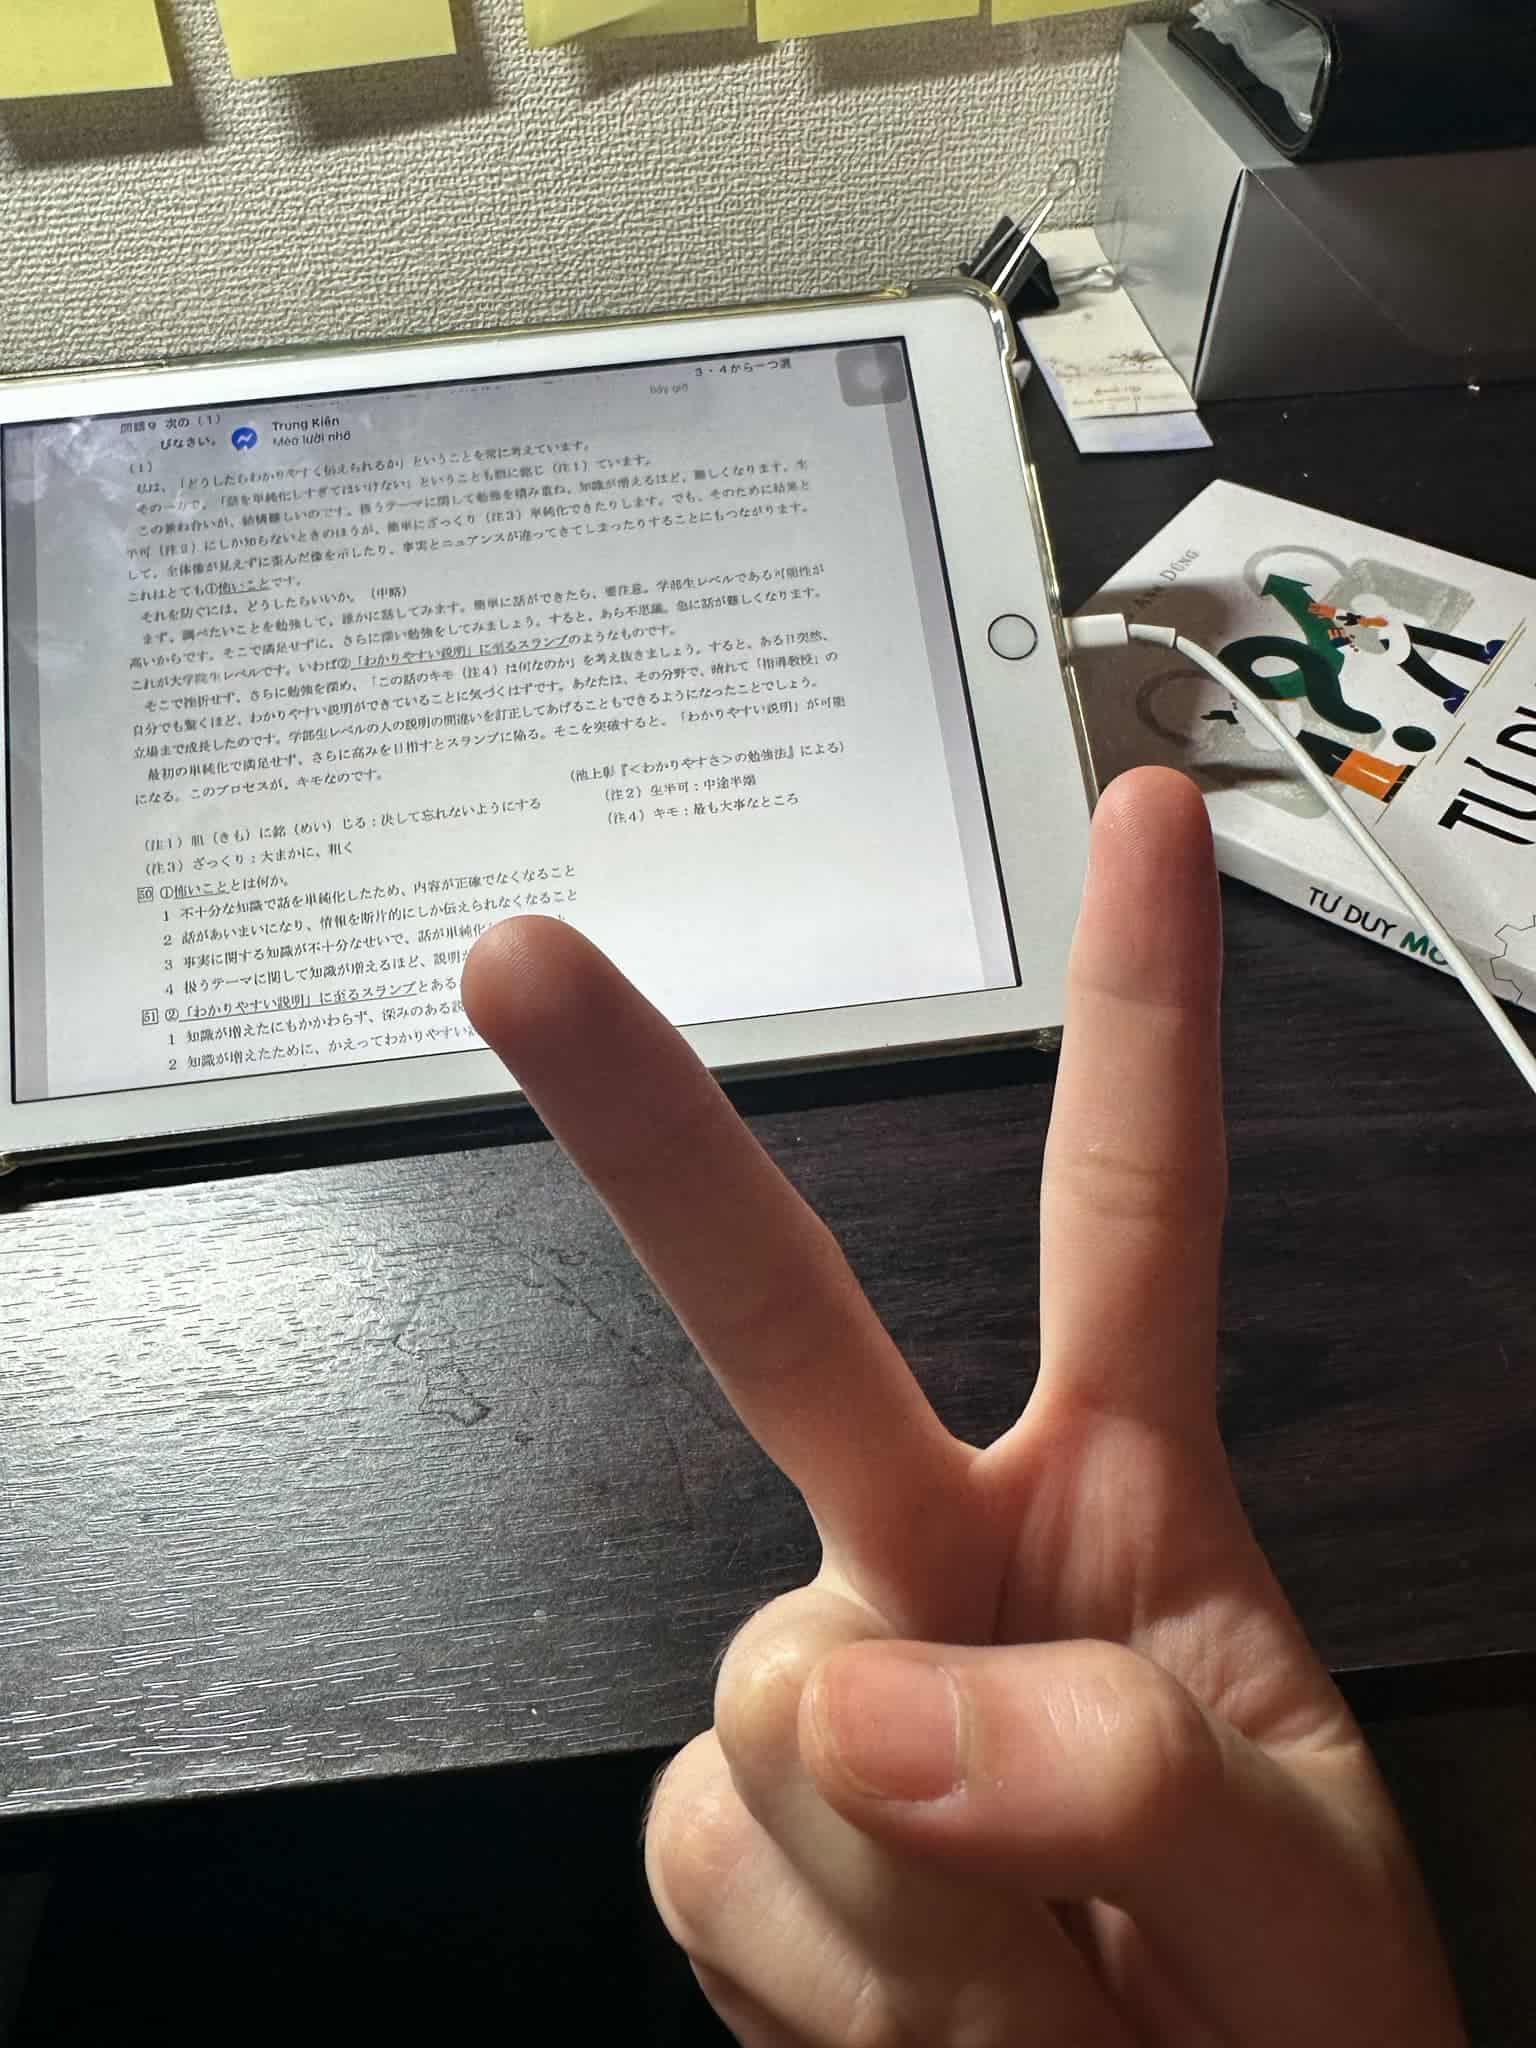 問題9 次の(1)
3・4から一つ選
びなさい。
Trung Kiên
Mèo lười nhỏ
bây giờ
(1)
私は、「どうしたらわかりやすく伝えられるか」ということを常に考えています。
その一方で、「話を単純化しすぎてはいけない」ということも肝に銘じ(注1)ています。
この兼ね合いが、結構難しいのです。扱うテーマに関して勉強を積み重ね、知識が増えるほど、難しくなります。生
半可(注2)にしか知らないときのほうが、簡単にざっくり(注3)単純化できたりします。でも、そのために結果と
して、全体像が見えずに歪んだ像を示したり、事実とニュアンスが違ってきてしまったりすることにもつながります。
これはとても①怖いことです。
それを防ぐには、どうしたらいいか。(中略)
まず、調べたいことを勉強して、誰かに話してみます。簡単に話ができたら、要注意。学部生レベルである可能性が
高いからです。そこで満足せずに、さらに深い勉強をしてみましょう。すると、あら不思議。急に話が難しくなります。
これが大学院生レベルです。いわば②「わかりやすい説明」に至るスランプのようなものです。
そこで挫折せず、さらに勉強を深め、「この話のキモ(注4)は何なのか」を考え抜きましょう。すると、ある日突然、
自分でも驚くほど、わかりやすい説明ができていることに気づくはずです。あなたは、その分野で、晴れて「指導教授」の
立場まで成長したのです。学部生レベルの人の説明の間違いを訂正してあげることもできるようになったことでしょう。
最初の単純化で満足せず、さらに高みを目指すとスランプに陥る。そこを突破すると、「わかりやすい説明」が可能
になる。このプロセスが、キモなのです。
(池上彰『<わかりやすさ>の勉強法』による)
(注1)肝(きも)に銘(めい)じる:決して忘れないようにする
(注2)生半可:中途半端
(注3)ざっくり:大まかに、粗く
(注4)キモ:最も大事なところ
50 ①怖いこととは何か。
1 不十分な知識で話を単純化したため、内容が正確でなくなること
2 話があいまいになり、情報を断片的にしか伝えられなくなること
3 事実に関する知識が不十分なせいで、話が単純化
4 扱うテーマに関して知識が増えるほど、説明が
51 ②「わかりやすい説明」に至るスランプとある
1 知識が増えたにもかかわらず、深みのある説
2 知識が増えたために、かえってわかりやすい
DŨNG
TƯ DUY
TƯ DUY MỞ